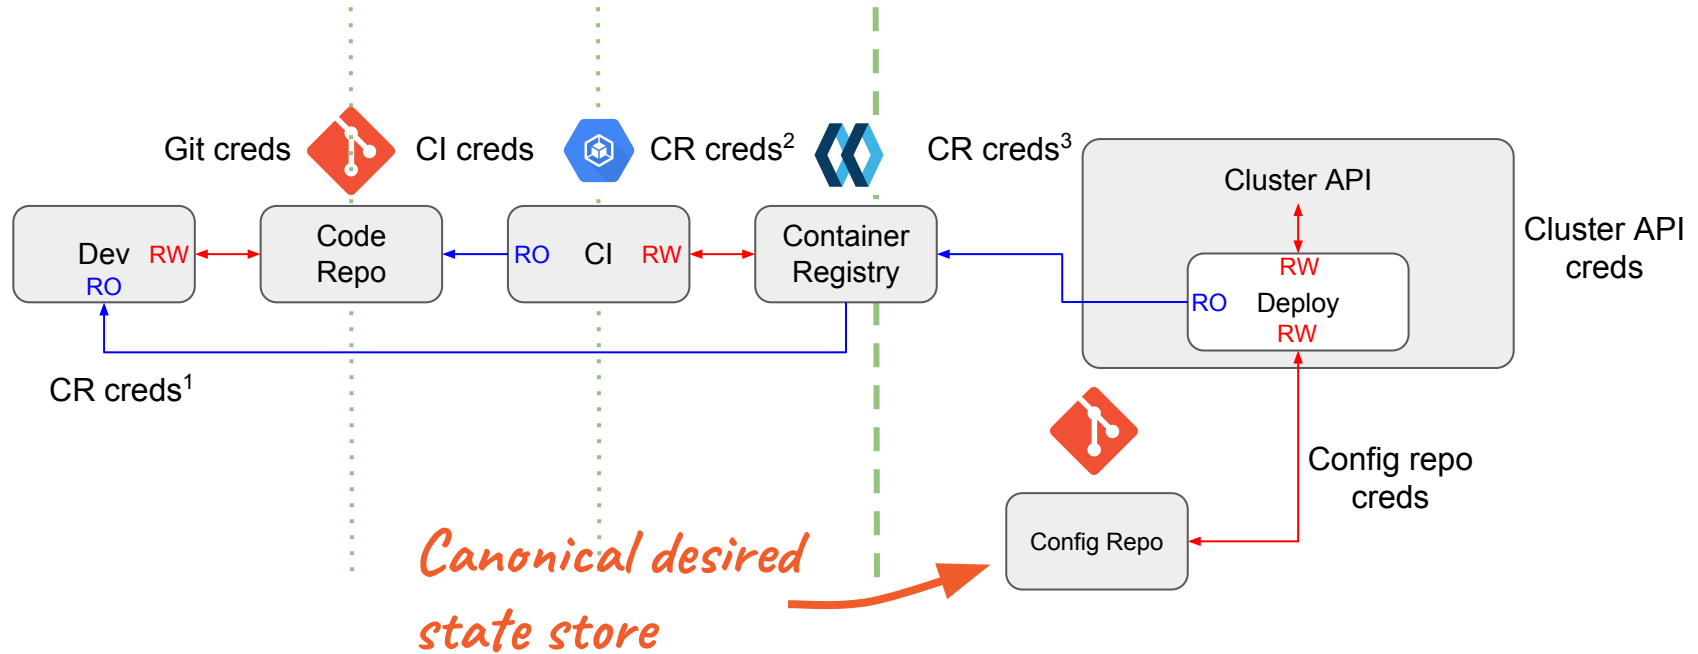 Git creds
CI creds
CR creds²
CR creds³
Cluster API
Cluster API
creds
Dev
RW
RO
Code
Repo
RO
CI
RW
Container
Registry
RW
RO
Deploy
RW
CR creds¹
Config repo
creds
Config Repo
Canonical desired
state store